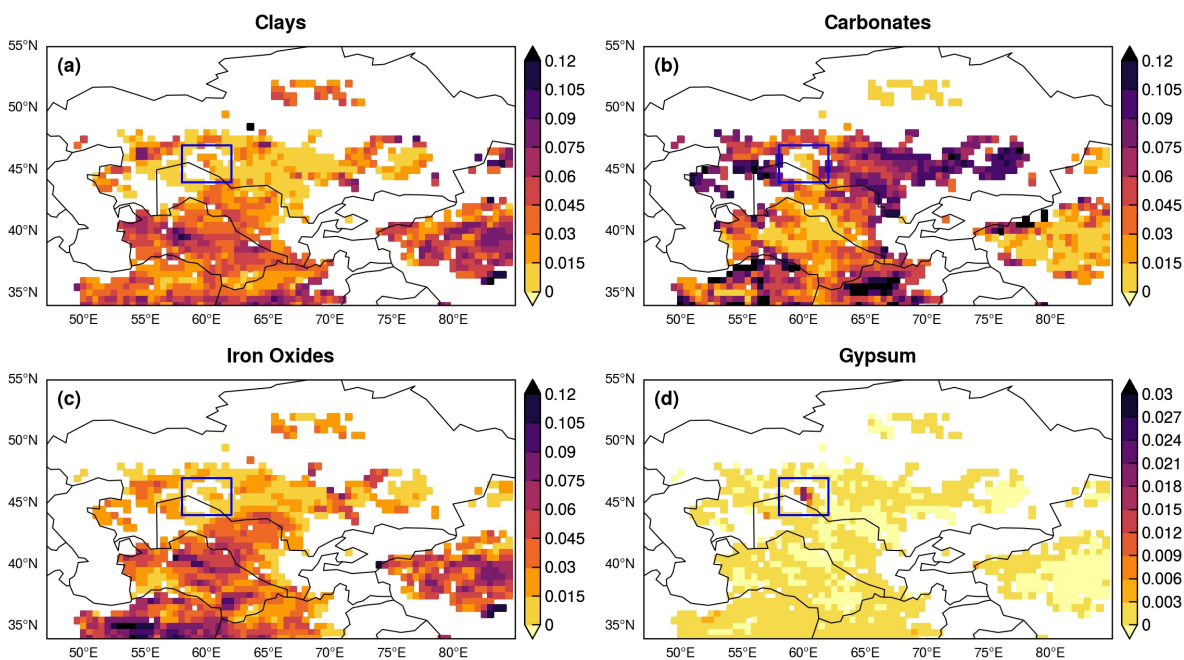 Clays
Carbonates
(a)
55°N
50°N
45°N
40°N
35°N
50°E 55°E 60°E 65°E 70°E 75°E 80°E
0.12
0.105
0.09
0.075
0.06
0.045
0.03
0.015
0
(b)
55°N
50°N
45°N
40°N
35°N
50°E 55°E 60°E 65°E 70°E 75°E 80°E
0.12
0.105
0.09
0.075
0.06
0.045
0.03
0.015
0
Iron Oxides
Gypsum
(c)
55°N
50°N
45°N
40°N
35°N
50°E 55°E 60°E 65°E 70°E 75°E 80°E
0.12
0.105
0.09
0.075
0.06
0.045
0.03
0.015
0
(d)
55°N
50°N
45°N
40°N
35°N
50°E 55°E 60°E 65°E 70°E 75°E 80°E
0.03
0.027
0.024
0.021
0.018
0.015
0.012
0.009
0.006
0.003
0